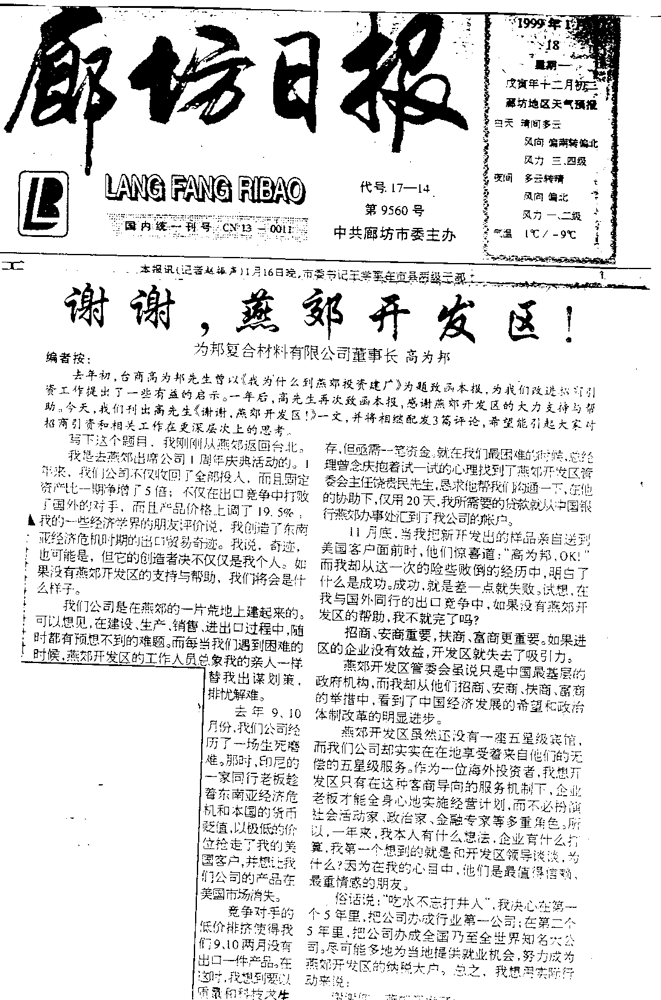 廊坊日报
1999年1月
18
星期一
戊寅年十二月初二
廊坊地区天气预报
白天 晴间多云
风向 偏南转偏北
风力 三、四级
夜间 多云转晴
风向 偏北
风力 一、二级
气温 1℃/-9℃
LB
LANG FANG RIBAO
国内统一刊号 CN 13-0011
代号 17—14
第 9560 号
中共廊坊市委主办
本报讯(记者赵振声)1月16日晚,市委书记王学军在市县两级干部
谢谢,燕郊开发区!
为邦复合材料有限公司董事长 高为邦
编者按:
去年初,台商高为邦先生曾以《我为什么到燕郊投资建厂》为题致函本报,为我们改进招商引
资工作提出了一些有益的启示。一年后,高先生再次致函本报,感谢燕郊开发区的大力支持与帮
助。今天,我们刊出高先生《谢谢,燕郊开发区!》一文,并将相继配发3篇评论,希望能引起大家对
招商引资和相关工作在更深层次上的思考。
写下这个题目,我刚刚从燕郊返回台北。
我是去燕郊出席公司1周年庆典活动的。1
年来,我们公司不仅收回了全部投入,而且固定
资产比一期净增了5倍;不仅在出口竞争中打败
了国外的对手,而且产品价格上调了19.5%。
我的一些经济学界的朋友评价说,我创造了东南
亚经济危机时期的出口贸易奇迹。我说,奇迹,
也可能是,但它的创造者决不仅仅是我个人。如
果没有燕郊开发区的支持与帮助,我们将会是什
么样子。
我们公司是在燕郊的一片荒地上建起来的。
可以想见,在建设、生产、销售、进出口过程中,随
时都有预想不到的难题。而每当我们遇到困难的
时候,燕郊开发区的工作人员总象我的亲人一样
替我出谋划策,
排忧解难。
去年9、10
月份,我们公司经
历了一场生死磨
难。那时,印尼的
一家同行老板趁
着东南亚经济危
机和本国的货币
贬值,以极低的价
位抢走了我的美
国客户,并想让我
们公司的产品在
美国市场消失。
竞争对手的
低价排挤使得我
们9、10两月没有
出口一件产品。在
这时,我想到要以
质量和科技求生
存,但亟需一笔资金。就在我们最困难的时候,总经
理曾念庆抱着试一试的心理找到了燕郊开发区管
委会主任饶贵民先生,恳求他帮我们沟通一下,在他
的协助下,仅用20天,我所需要的贷款就从中国银
行燕郊办事处汇到了我公司的帐户。
11月底,当我把新开发出的样品亲自送到
美国客户面前时,他们惊喜道:“高为邦,OK!”
而我却从这一次的险些败倒的经历中,明白了
什么是成功。成功,就是差一点就失败。试想,在
我与国外同行的出口竞争中,如果没有燕郊开
发区的帮助,我不就完了吗?
招商、安商重要,扶商、富商更重要。如果进
区的企业没有效益,开发区就失去了吸引力。
燕郊开发区管委会虽说只是中国最基层的
政府机构,而我却从他们招商、安商、扶商、富商
的举措中,看到了中国经济发展的希望和政治
体制改革的明显进步。
燕郊开发区虽然还没有一座五星级宾馆,
而我们公司却实实在在地享受着来自他们的无
偿的五星级服务。作为一位海外投资者,我想开
发区只有在这种客商导向的服务机制下,企业
老板才能全身心地实施经营计划,而不必扮演
社会活动家、政治家、金融专家等多重角色。所
以,一年来,我本人有什么想法,企业有什么打
算,我第一个想到的就是和开发区领导谈谈,为
什么?因为在我的心目中,他们是最值得信赖、
最重情感的朋友。
俗话说:“吃水不忘打井人”,我决心在第一
个5年里,把公司办成行业第一公司;在第二个
5年里,把公司办成全国乃至全世界知名大公
司。尽可能多地为当地提供就业机会,努力成为
燕郊开发区的纳税大户。总之,我想用实际行
动来说: